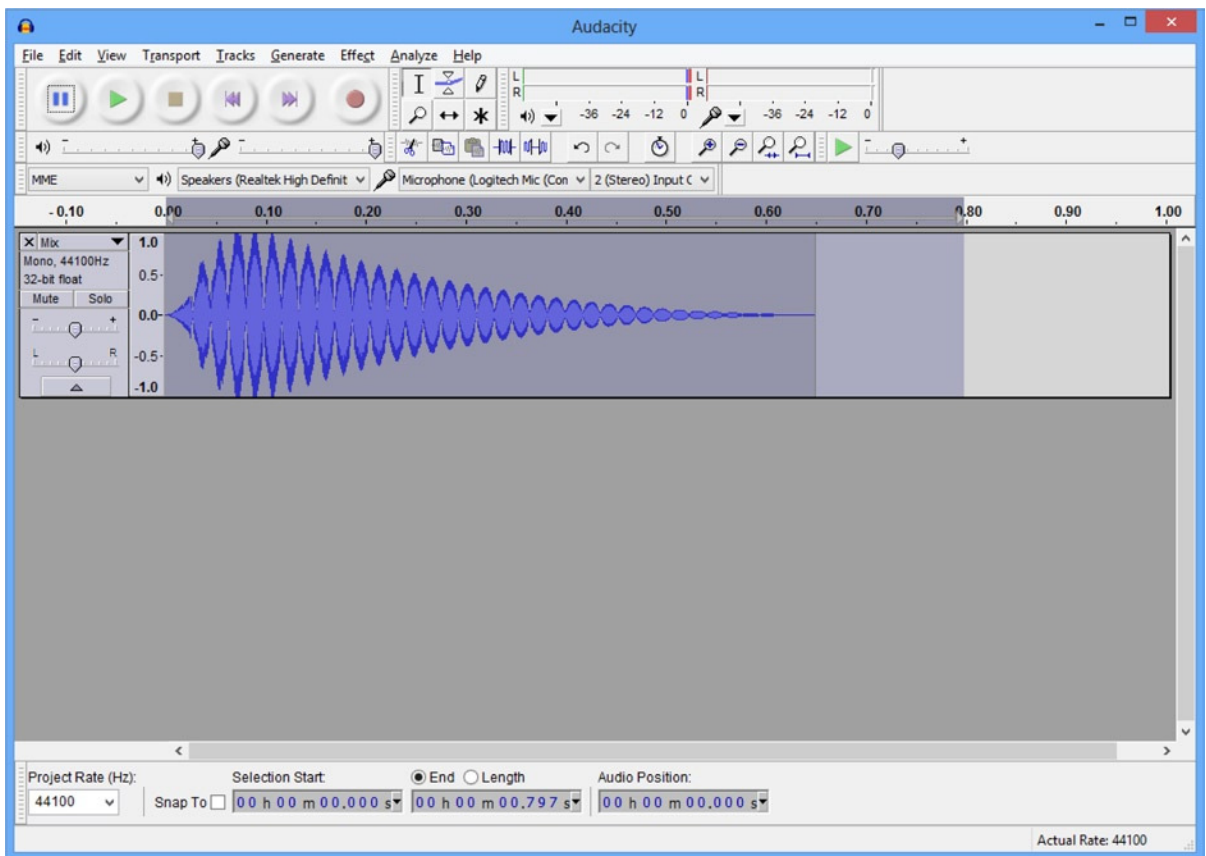 Audacity
File Edit View Transport Tracks Generate Effect Analyze Help
L
R
L
R
-36 -24 -12 0
-36 -24 -12 0
MME
Speakers (Realtek High Definit
Microphone (Logitech Mic (Con
2 (Stereo) Input C
- 0.10 0.00 0.10 0.20 0.30 0.40 0.50 0.60 0.70 0.80 0.90 1.00
X Mix
Mono, 44100Hz
32-bit float
Mute Solo
- +
L R
1.0
0.5
0.0
-0.5
-1.0
Project Rate (Hz): Selection Start: End Length Audio Position:
44100 Snap To 00 h 00 m 00.000 s 00 h 00 m 00.797 s 00 h 00 m 00.000 s
Actual Rate: 44100